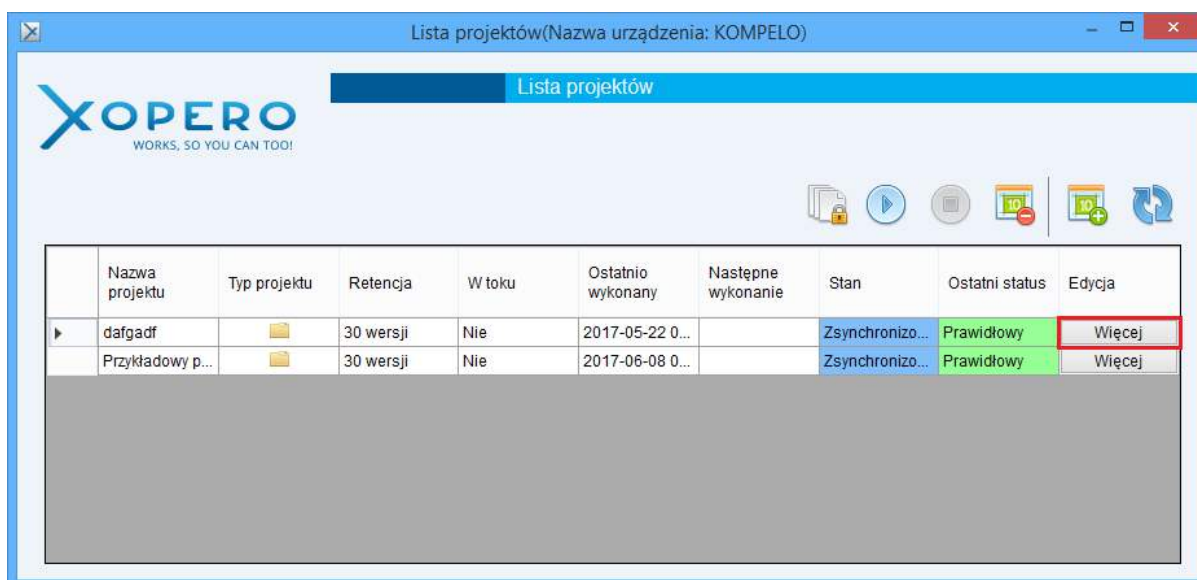 Lista projektów(Nazwa urządzenia: KOMPELO)
Lista projektów
XOPERO
WORKS, SO YOU CAN TOO!
10 10
Nazwa projektu Typ projektu Retencja W toku Ostatnio wykonany Następne wykonanie Stan Ostatni status Edycja
dafgadf 30 wersji Nie 2017-05-22 0... Zsynchronizo... Prawidłowy Więcej
Przykładowy p... 30 wersji Nie 2017-06-08 0... Zsynchronizo... Prawidłowy Więcej